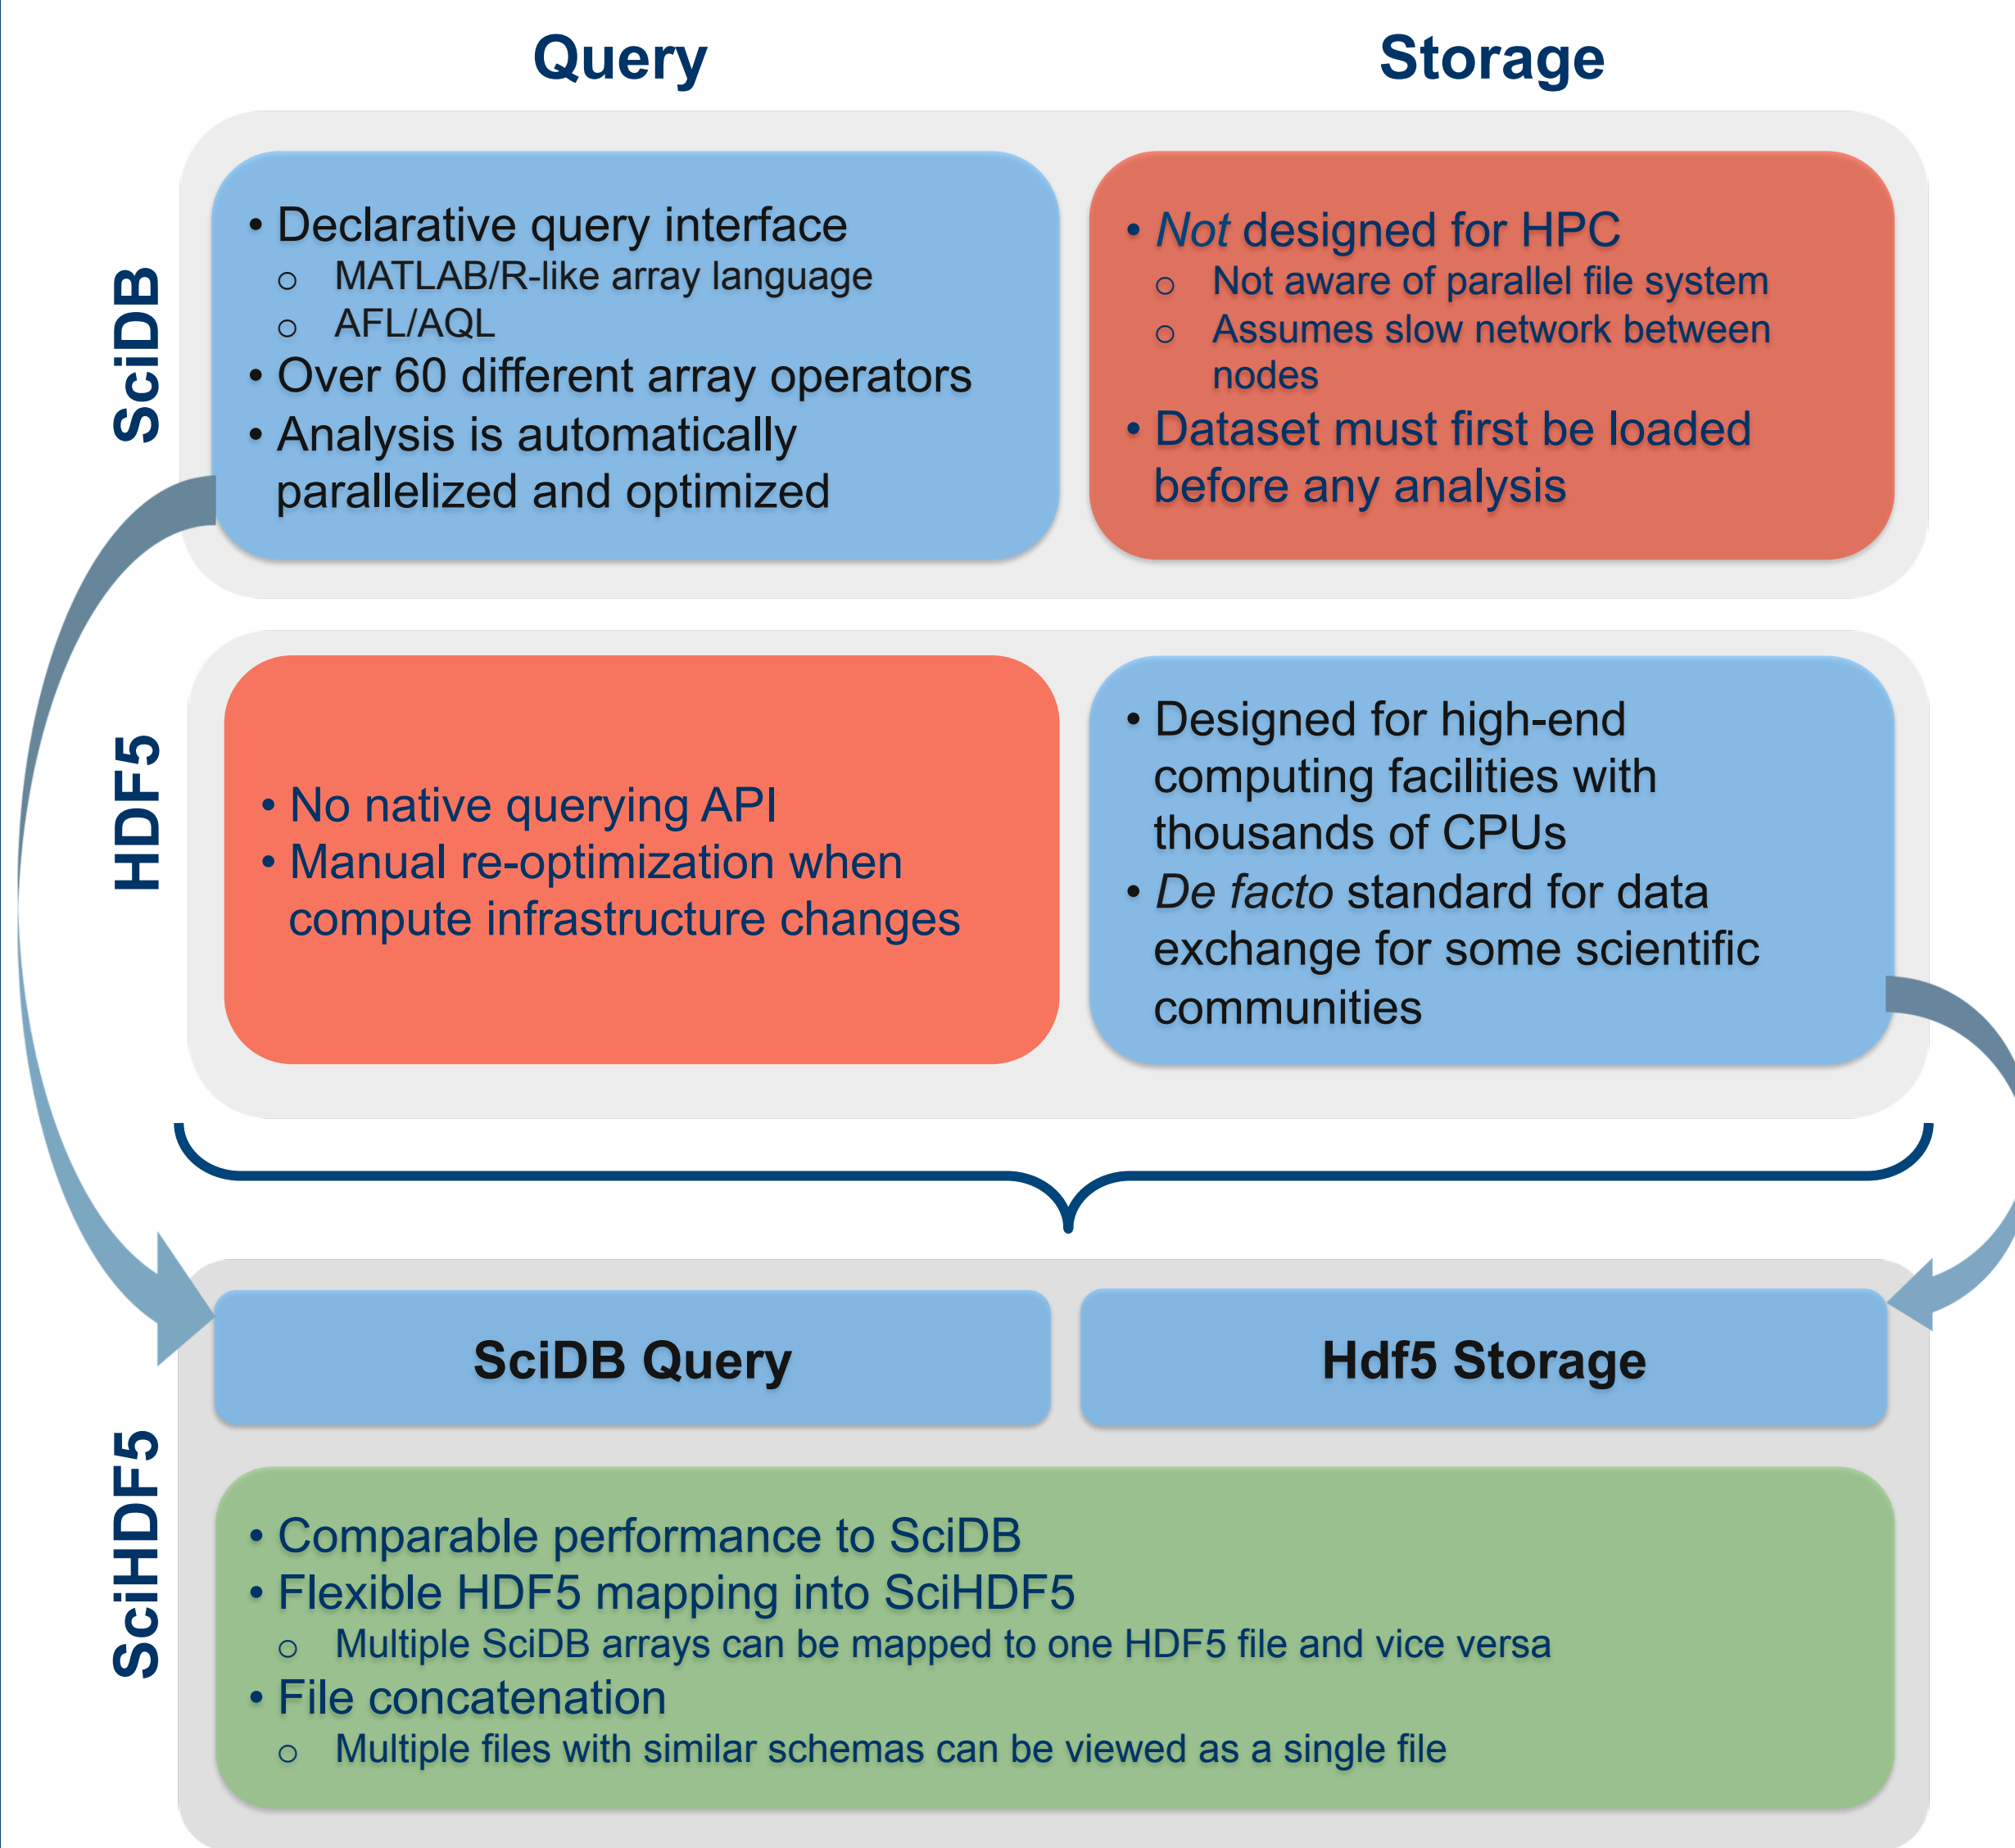 Query
Storage
SciDB
• Declarative query interface
o MATLAB/R-like array language
o AFL/AQL
• Over 60 different array operators
• Analysis is automatically
parallelized and optimized
• Not designed for HPC
o Not aware of parallel file system
o Assumes slow network between
nodes
• Dataset must first be loaded
before any analysis
HDF5
• No native querying API
• Manual re-optimization when
compute infrastructure changes
• Designed for high-end
computing facilities with
thousands of CPUs
• De facto standard for data
exchange for some scientific
communities
SciHDF5
SciDB Query
Hdf5 Storage
• Comparable performance to SciDB
• Flexible HDF5 mapping into SciHDF5
o Multiple SciDB arrays can be mapped to one HDF5 file and vice versa
• File concatenation
o Multiple files with similar schemas can be viewed as a single file